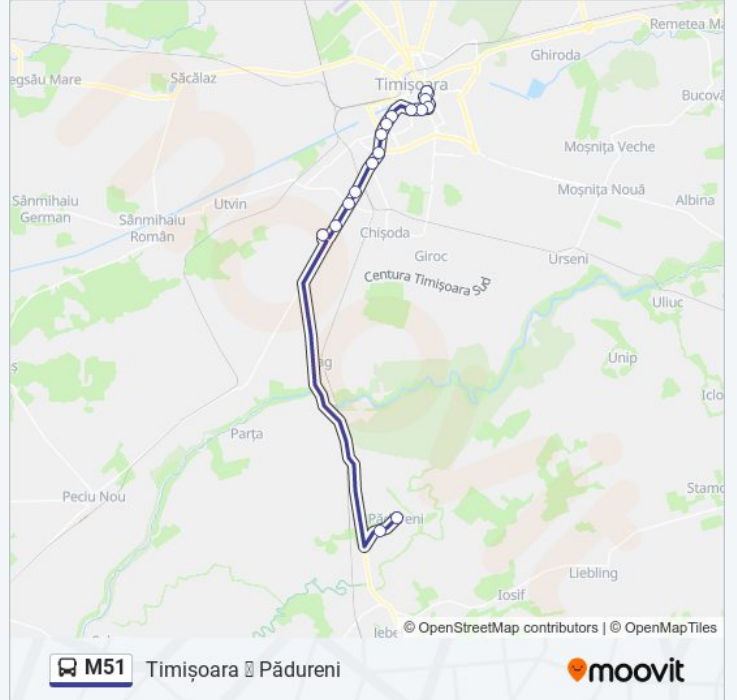 Remetea Ma
Ghiroda
egsău Mare
Săcălaz
Timișoara
Bucovă
Moșnița Veche
Moșnița Nouă
Albina
Sânmihaiu
German
Utvin
Sânmihaiu
Român
Chișoda
Giroc
Urseni
Centura Timișoara Sud
Uliuc
Unip
Iclo
Parța
Peciu Nou
Stamo
Pădureni
Liebling
Iosif
© OpenStreetMap contributors | © OpenMapTiles
M51 Timișoara Pădureni
moovit